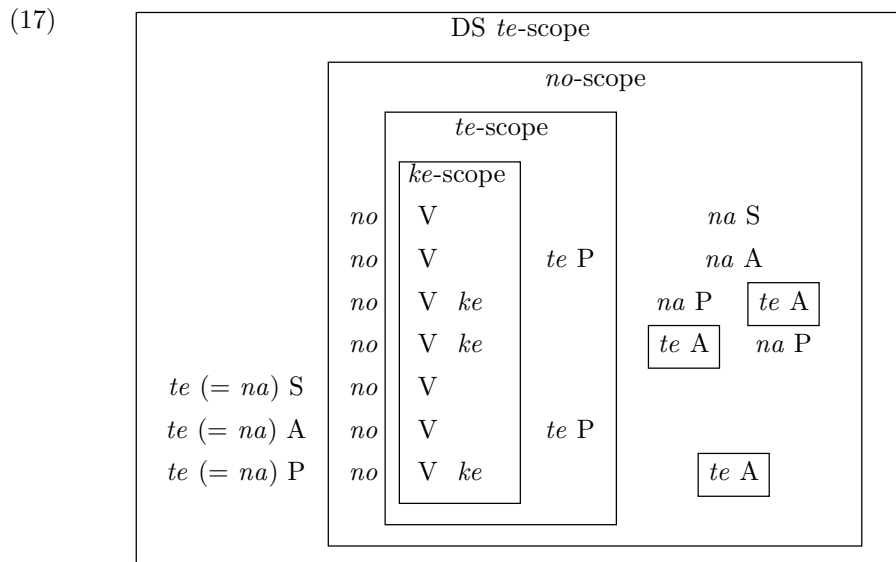 (17)
DS te-scope
no-scope
te-scope
ke-scope
no V na S
no V te P na A
no V ke na P te A
no V ke te A na P
te (= na) S no V
te (= na) A no V te P
te (= na) P no V ke te A